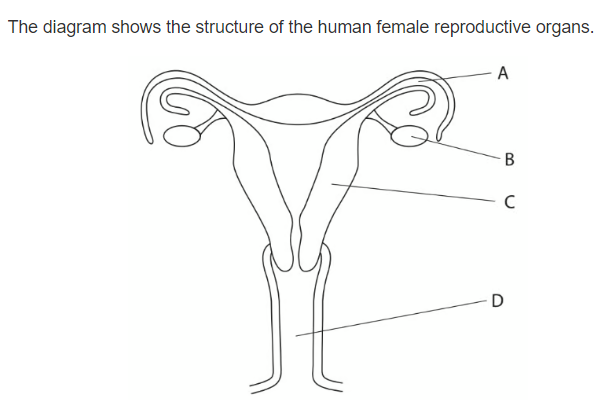 The diagram shows the structure of the human female reproductive organs.
A
B
C
D